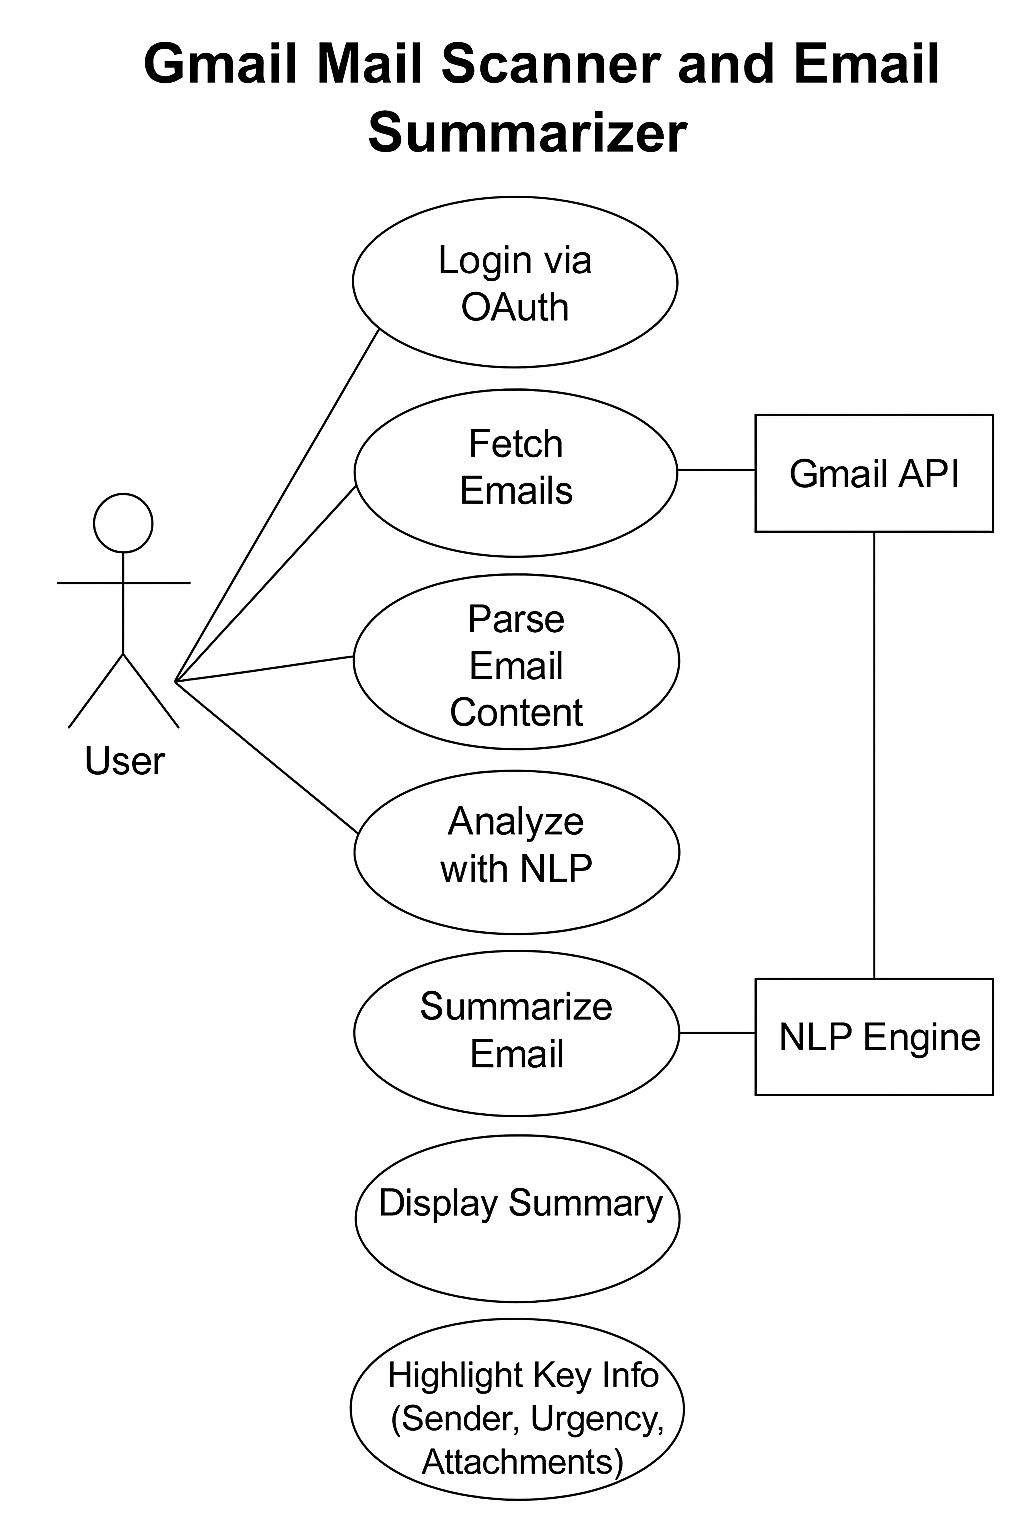 Gmail Mail Scanner and Email
Summarizer
Login via
OAuth
Fetch
Emails
Gmail API
Parse
Email
Content
User
Analyze
with NLP
Summarize
Email
NLP Engine
Display Summary
Highlight Key Info
(Sender, Urgency,
Attachments)